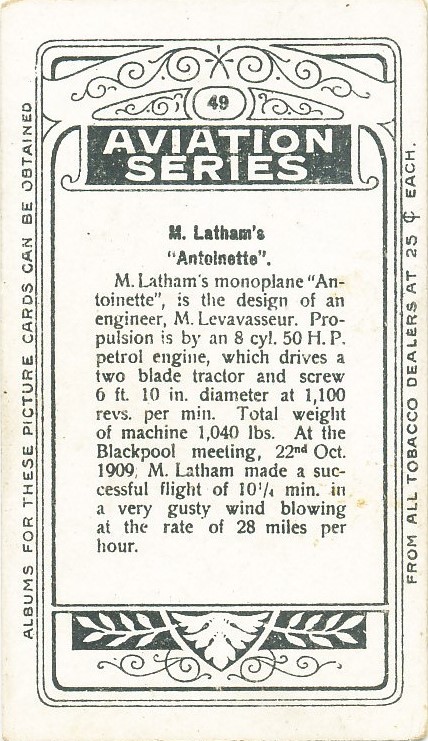 49
AVIATION
SERIES
M. Latham's
"Antoinette".
M. Latham's monoplane "An-
toinette", is the design of an
engineer, M. Levavasseur. Pro-
pulsion is by an 8 cyl. 50 H. P.
petrol engine, which drives a
two blade tractor and screw
6 ft. 10 in. diameter at 1,100
revs. per min. Total weight
of machine 1,040 lbs. At the
Blackpool meeting, 22nd Oct.
1909, M. Latham made a suc-
cessful flight of 10¼ min. in
a very gusty wind blowing
at the rate of 28 miles per
hour.
ALBUMS FOR THESE PICTURE CARDS CAN BE OBTAINED
FROM ALL TOBACCO DEALERS AT 25 ¢ EACH.